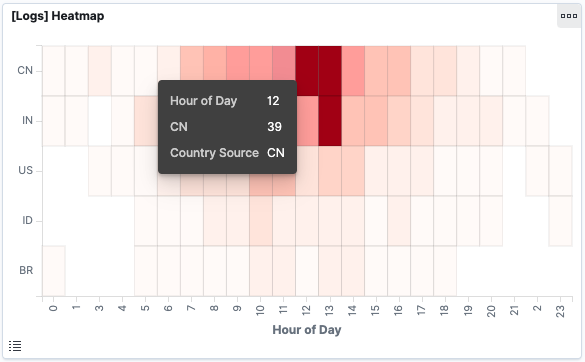 [Logs] Heatmap
CN
IN
US
ID
BR
Hour of Day 12
CN 39
Country Source CN
0 1 2 3 4 5 6 7 8 9 10 11 12 13 14 15 16 17 18 19 20 21 2 23
Hour of Day